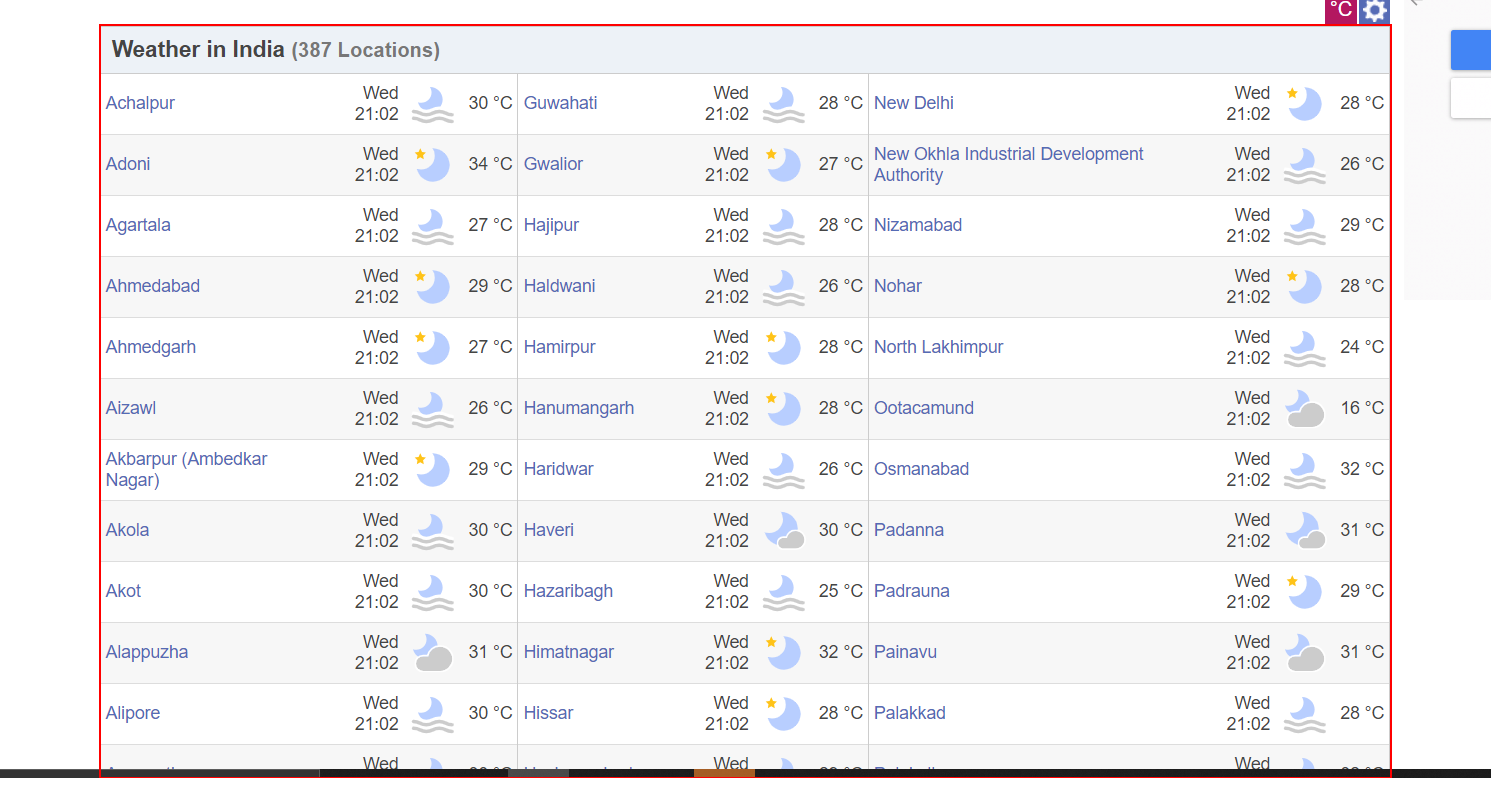 °C
Weather in India (387 Locations)
Achalpur Wed 21:02 30 °C Guwahati Wed 21:02 28 °C New Delhi Wed 21:02 28 °C
Adoni Wed 21:02 34 °C Gwalior Wed 21:02 27 °C New Okhla Industrial Development Authority Wed 21:02 26 °C
Agartala Wed 21:02 27 °C Hajipur Wed 21:02 28 °C Nizamabad Wed 21:02 29 °C
Ahmedabad Wed 21:02 29 °C Haldwani Wed 21:02 26 °C Nohar Wed 21:02 28 °C
Ahmedgarh Wed 21:02 27 °C Hamirpur Wed 21:02 28 °C North Lakhimpur Wed 21:02 24 °C
Aizawl Wed 21:02 26 °C Hanumangarh Wed 21:02 28 °C Ootacamund Wed 21:02 16 °C
Akbarpur (Ambedkar Nagar) Wed 21:02 29 °C Haridwar Wed 21:02 26 °C Osmanabad Wed 21:02 32 °C
Akola Wed 21:02 30 °C Haveri Wed 21:02 30 °C Padanna Wed 21:02 31 °C
Akot Wed 21:02 30 °C Hazaribagh Wed 21:02 25 °C Padrauna Wed 21:02 29 °C
Alappuzha Wed 21:02 31 °C Himatnagar Wed 21:02 32 °C Painavu Wed 21:02 31 °C
Alipore Wed 21:02 30 °C Hissar Wed 21:02 28 °C Palakkad Wed 21:02 28 °C
Wed Wed Wed